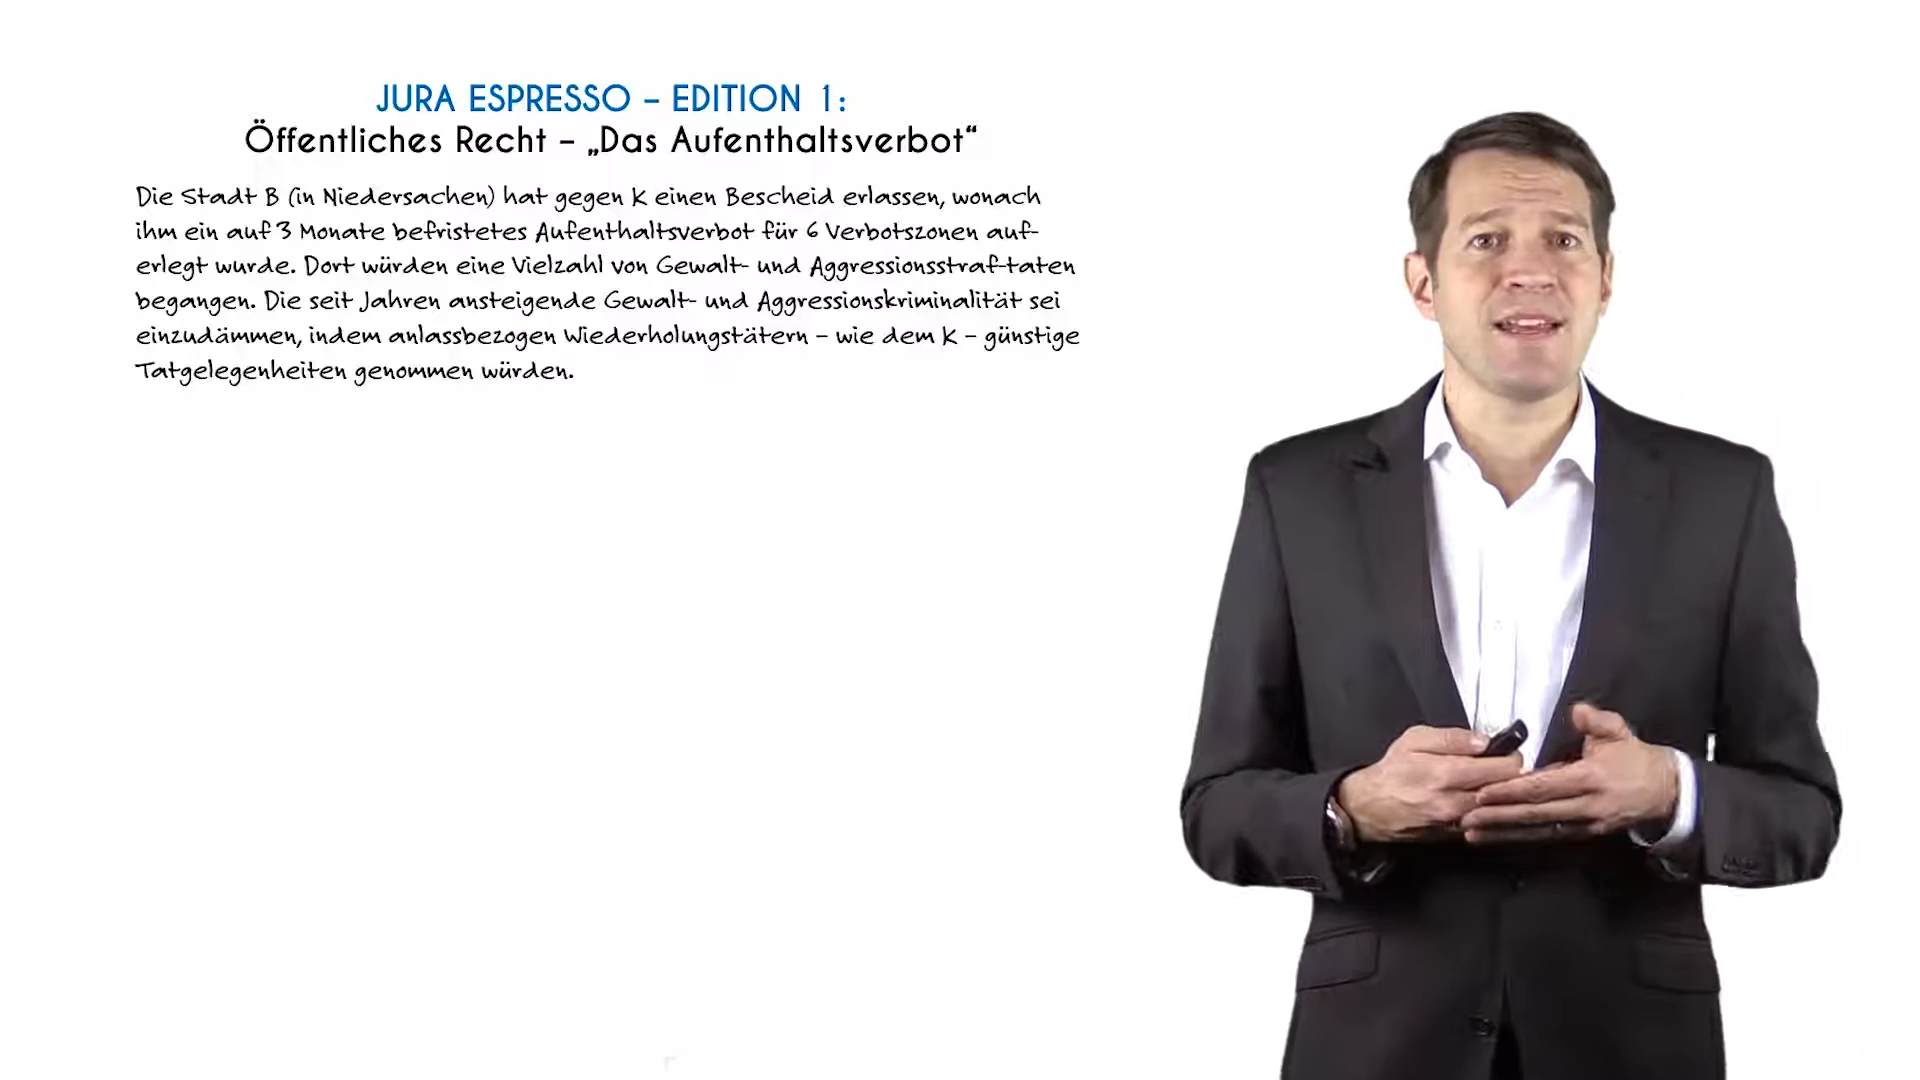 JURA ESPRESSO – EDITION 1:
Öffentliches Recht – „Das Aufenthaltsverbot“
Die Stadt B (in Niedersachen) hat gegen K einen Bescheid erlassen, wonach
ihm ein auf 3 Monate befristetes Aufenthaltsverbot für 6 Verbotszonen auf-
erlegt wurde. Dort würden eine Vielzahl von Gewalt- und Aggressionsstraf-taten
begangen. Die seit Jahren ansteigende Gewalt- und Aggressionskriminalität sei
einzudämmen, indem anlassbezogen Wiederholungstätern – wie dem K – günstige
Tatgelegenheiten genommen würden.